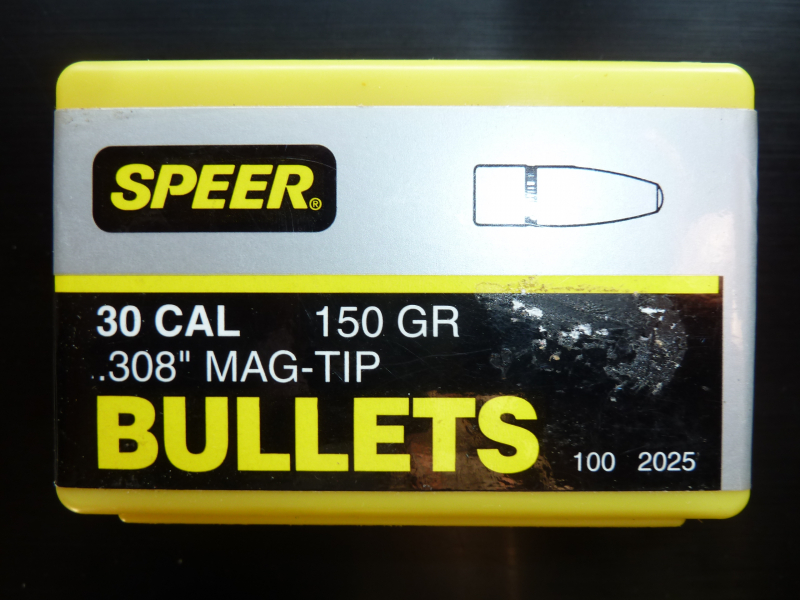 SPEER®
30 CAL 150 GR
.308" MAG-TIP
BULLETS
100 2025